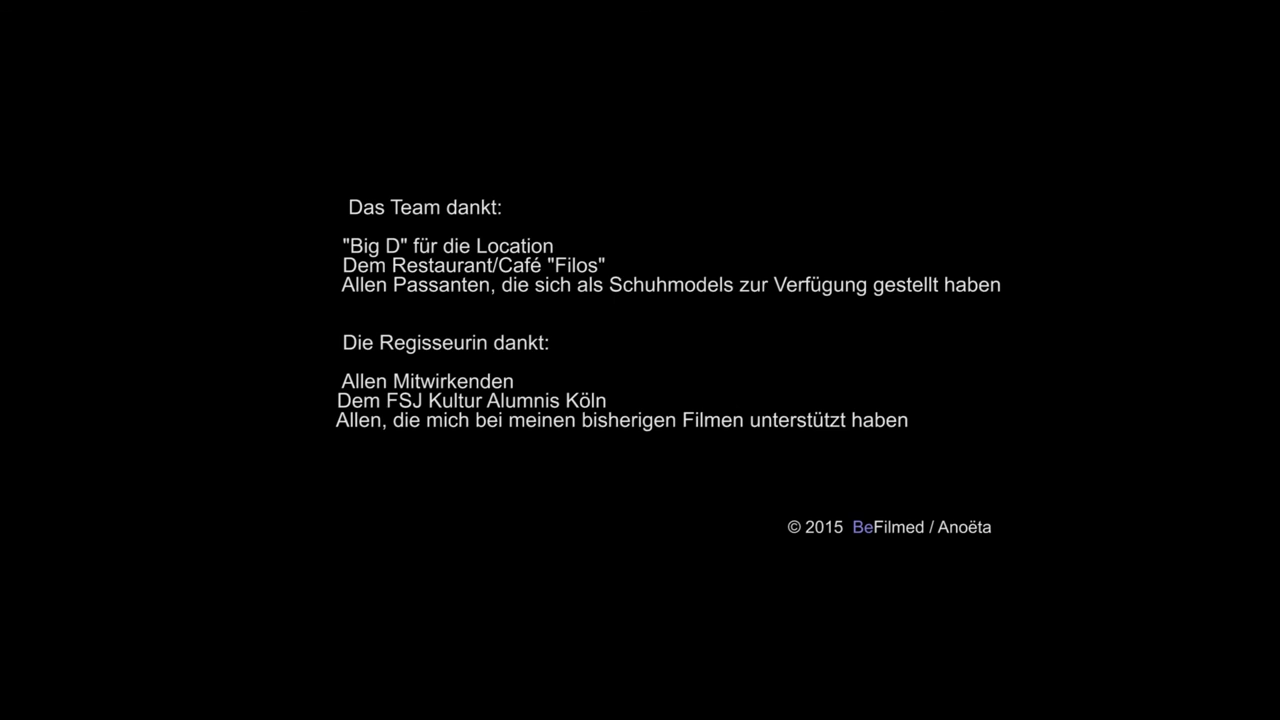 Das Team dankt:
"Big D" für die Location
Dem Restaurant/Café "Filos"
Allen Passanten, die sich als Schuhmodels zur Verfügung gestellt haben
Die Regisseurin dankt:
Allen Mitwirkenden
Dem FSJ Kultur Alumnis Köln
Allen, die mich bei meinen bisherigen Filmen unterstützt haben
© 2015 BeFilmed / Anoëta